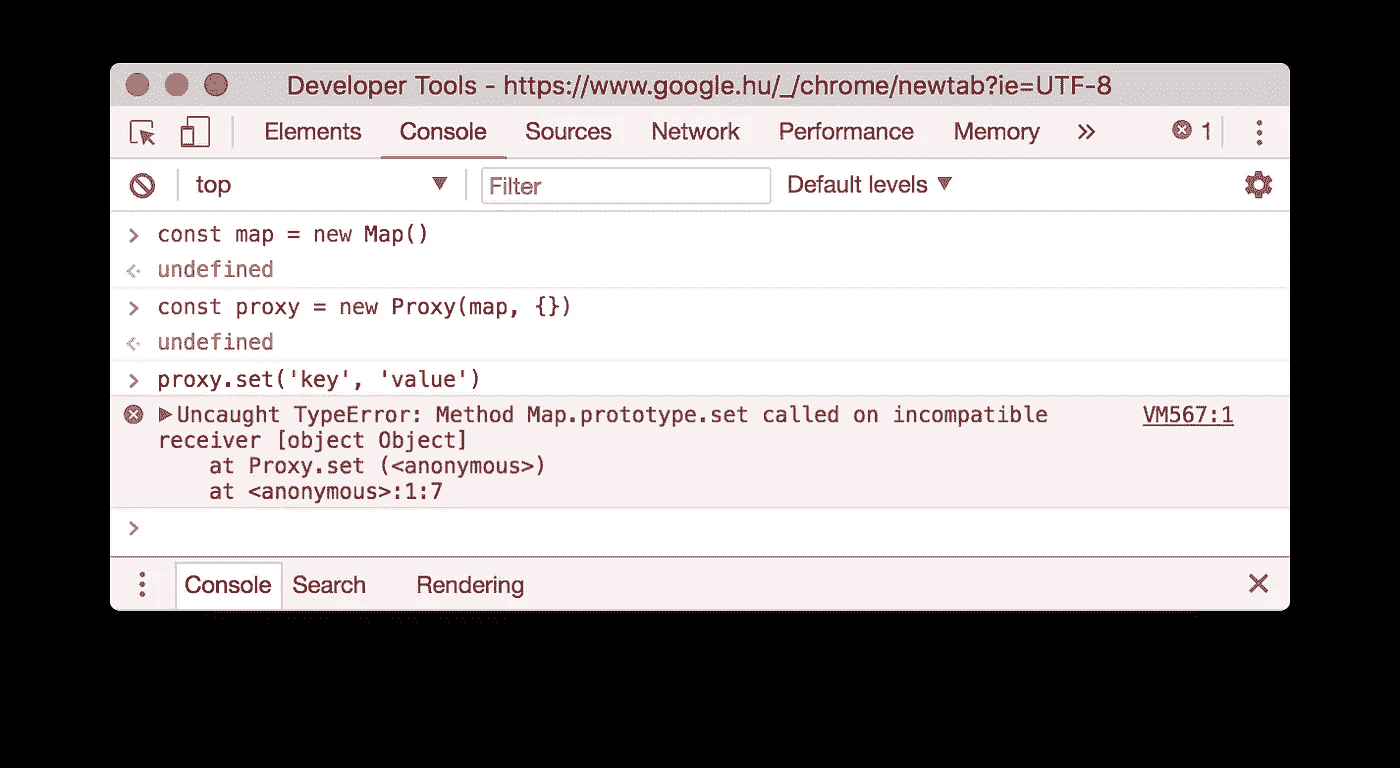 Developer Tools - https://www.google.hu/_/chrome/newtab?ie=UTF-8
Elements Console Sources Network Performance Memory » 1
top Filter Default levels
> const map = new Map()
undefined
> const proxy = new Proxy(map, {})
undefined
> proxy.set('key', 'value')
Uncaught TypeError: Method Map.prototype.set called on incompatible VM567:1
receiver [object Object]
at Proxy.set (<anonymous>)
at <anonymous>:1:7
>
Console Search Rendering